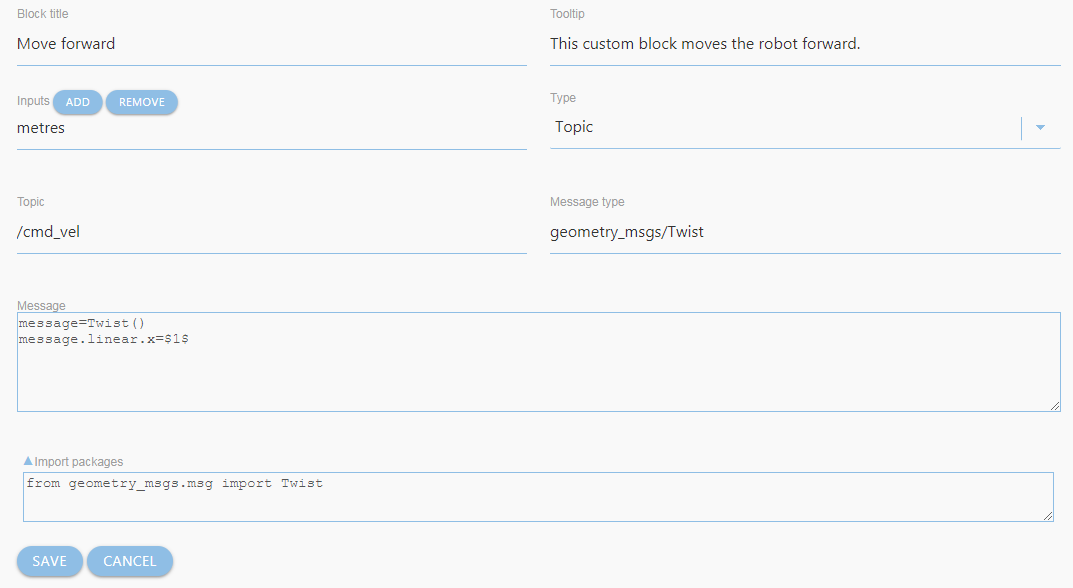 Block title
Tooltip
Move forward
This custom block moves the robot forward.
Inputs ADD REMOVE
Type
metres
Topic
Topic
Message type
/cmd_vel
geometry_msgs/Twist
Message
message=Twist()
message.linear.x=$1$
Import packages
from geometry_msgs.msg import Twist
SAVE CANCEL